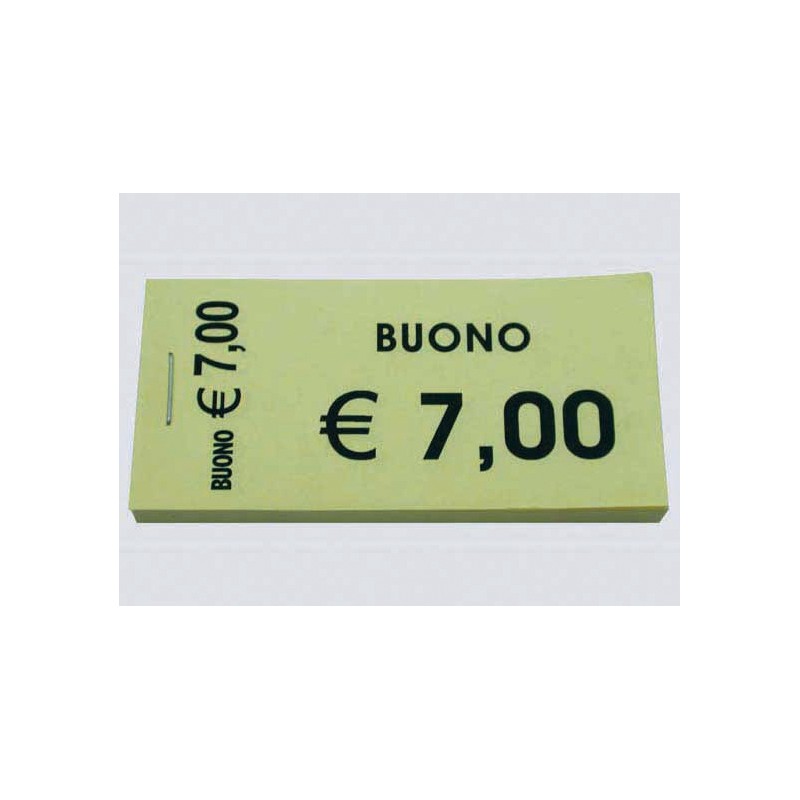 BUONO € 7,00
BUONO
€ 7,00